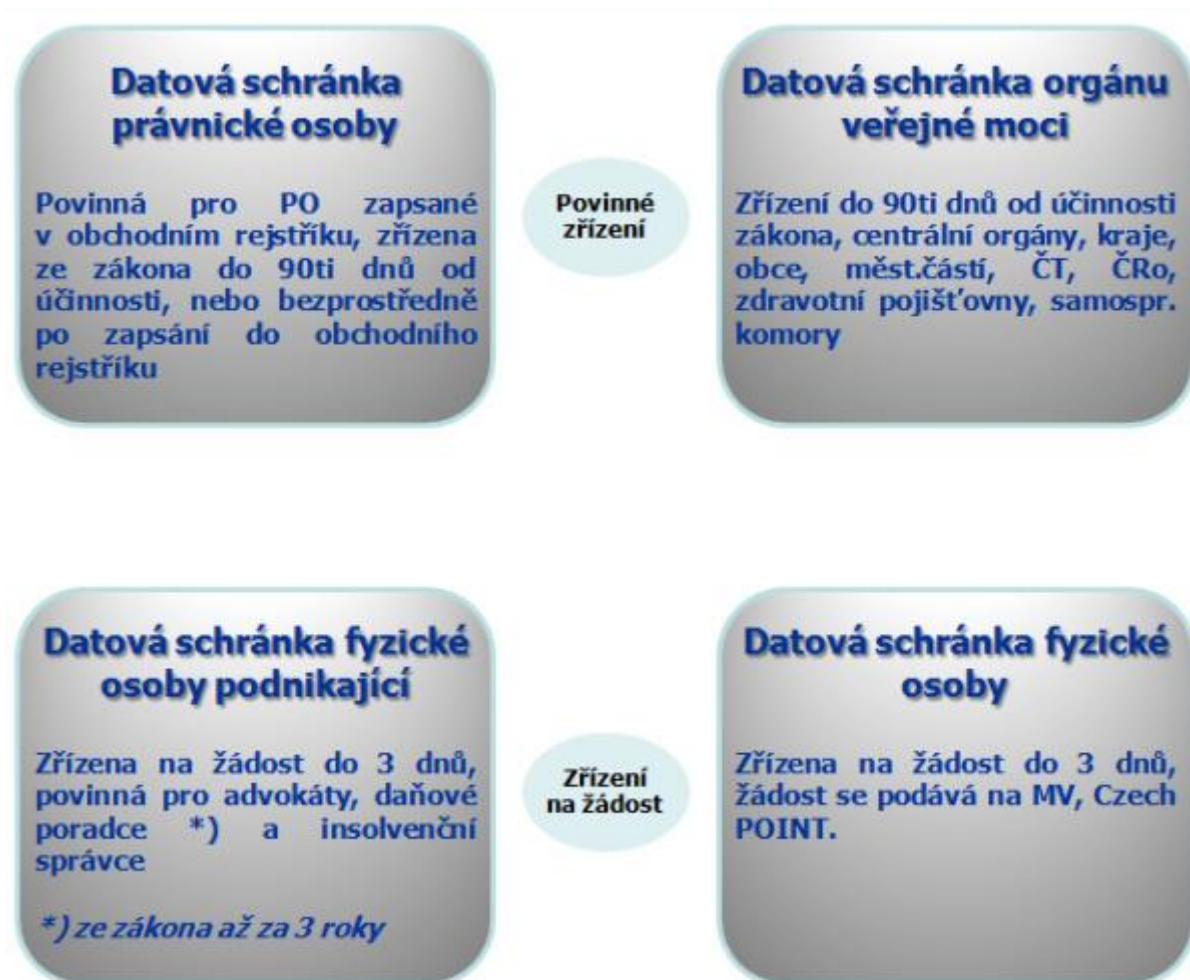 Datová schránka
právnické osoby
Povinná pro PO zapsané
v obchodním rejstříku, zřízena
ze zákona do 90ti dnů od
účinnosti, nebo bezprostředně
po zapsání do obchodního
rejstříku
Povinné
zřízení
Datová schránka orgánu
veřejné moci
Zřízení do 90ti dnů od účinnosti
zákona, centrální orgány, kraje,
obce, měst.částí, ČT, ČRo,
zdravotní pojišťovny, samospr.
komory
Datová schránka fyzické
osoby podnikající
Zřízena na žádost do 3 dnů,
povinná pro advokáty, daňové
poradce *) a insolvenční
správce
*) ze zákona až za 3 roky
Zřízení
na žádost
Datová schránka fyzické
osoby
Zřízena na žádost do 3 dnů,
žádost se podává na MV, Czech
POINT.